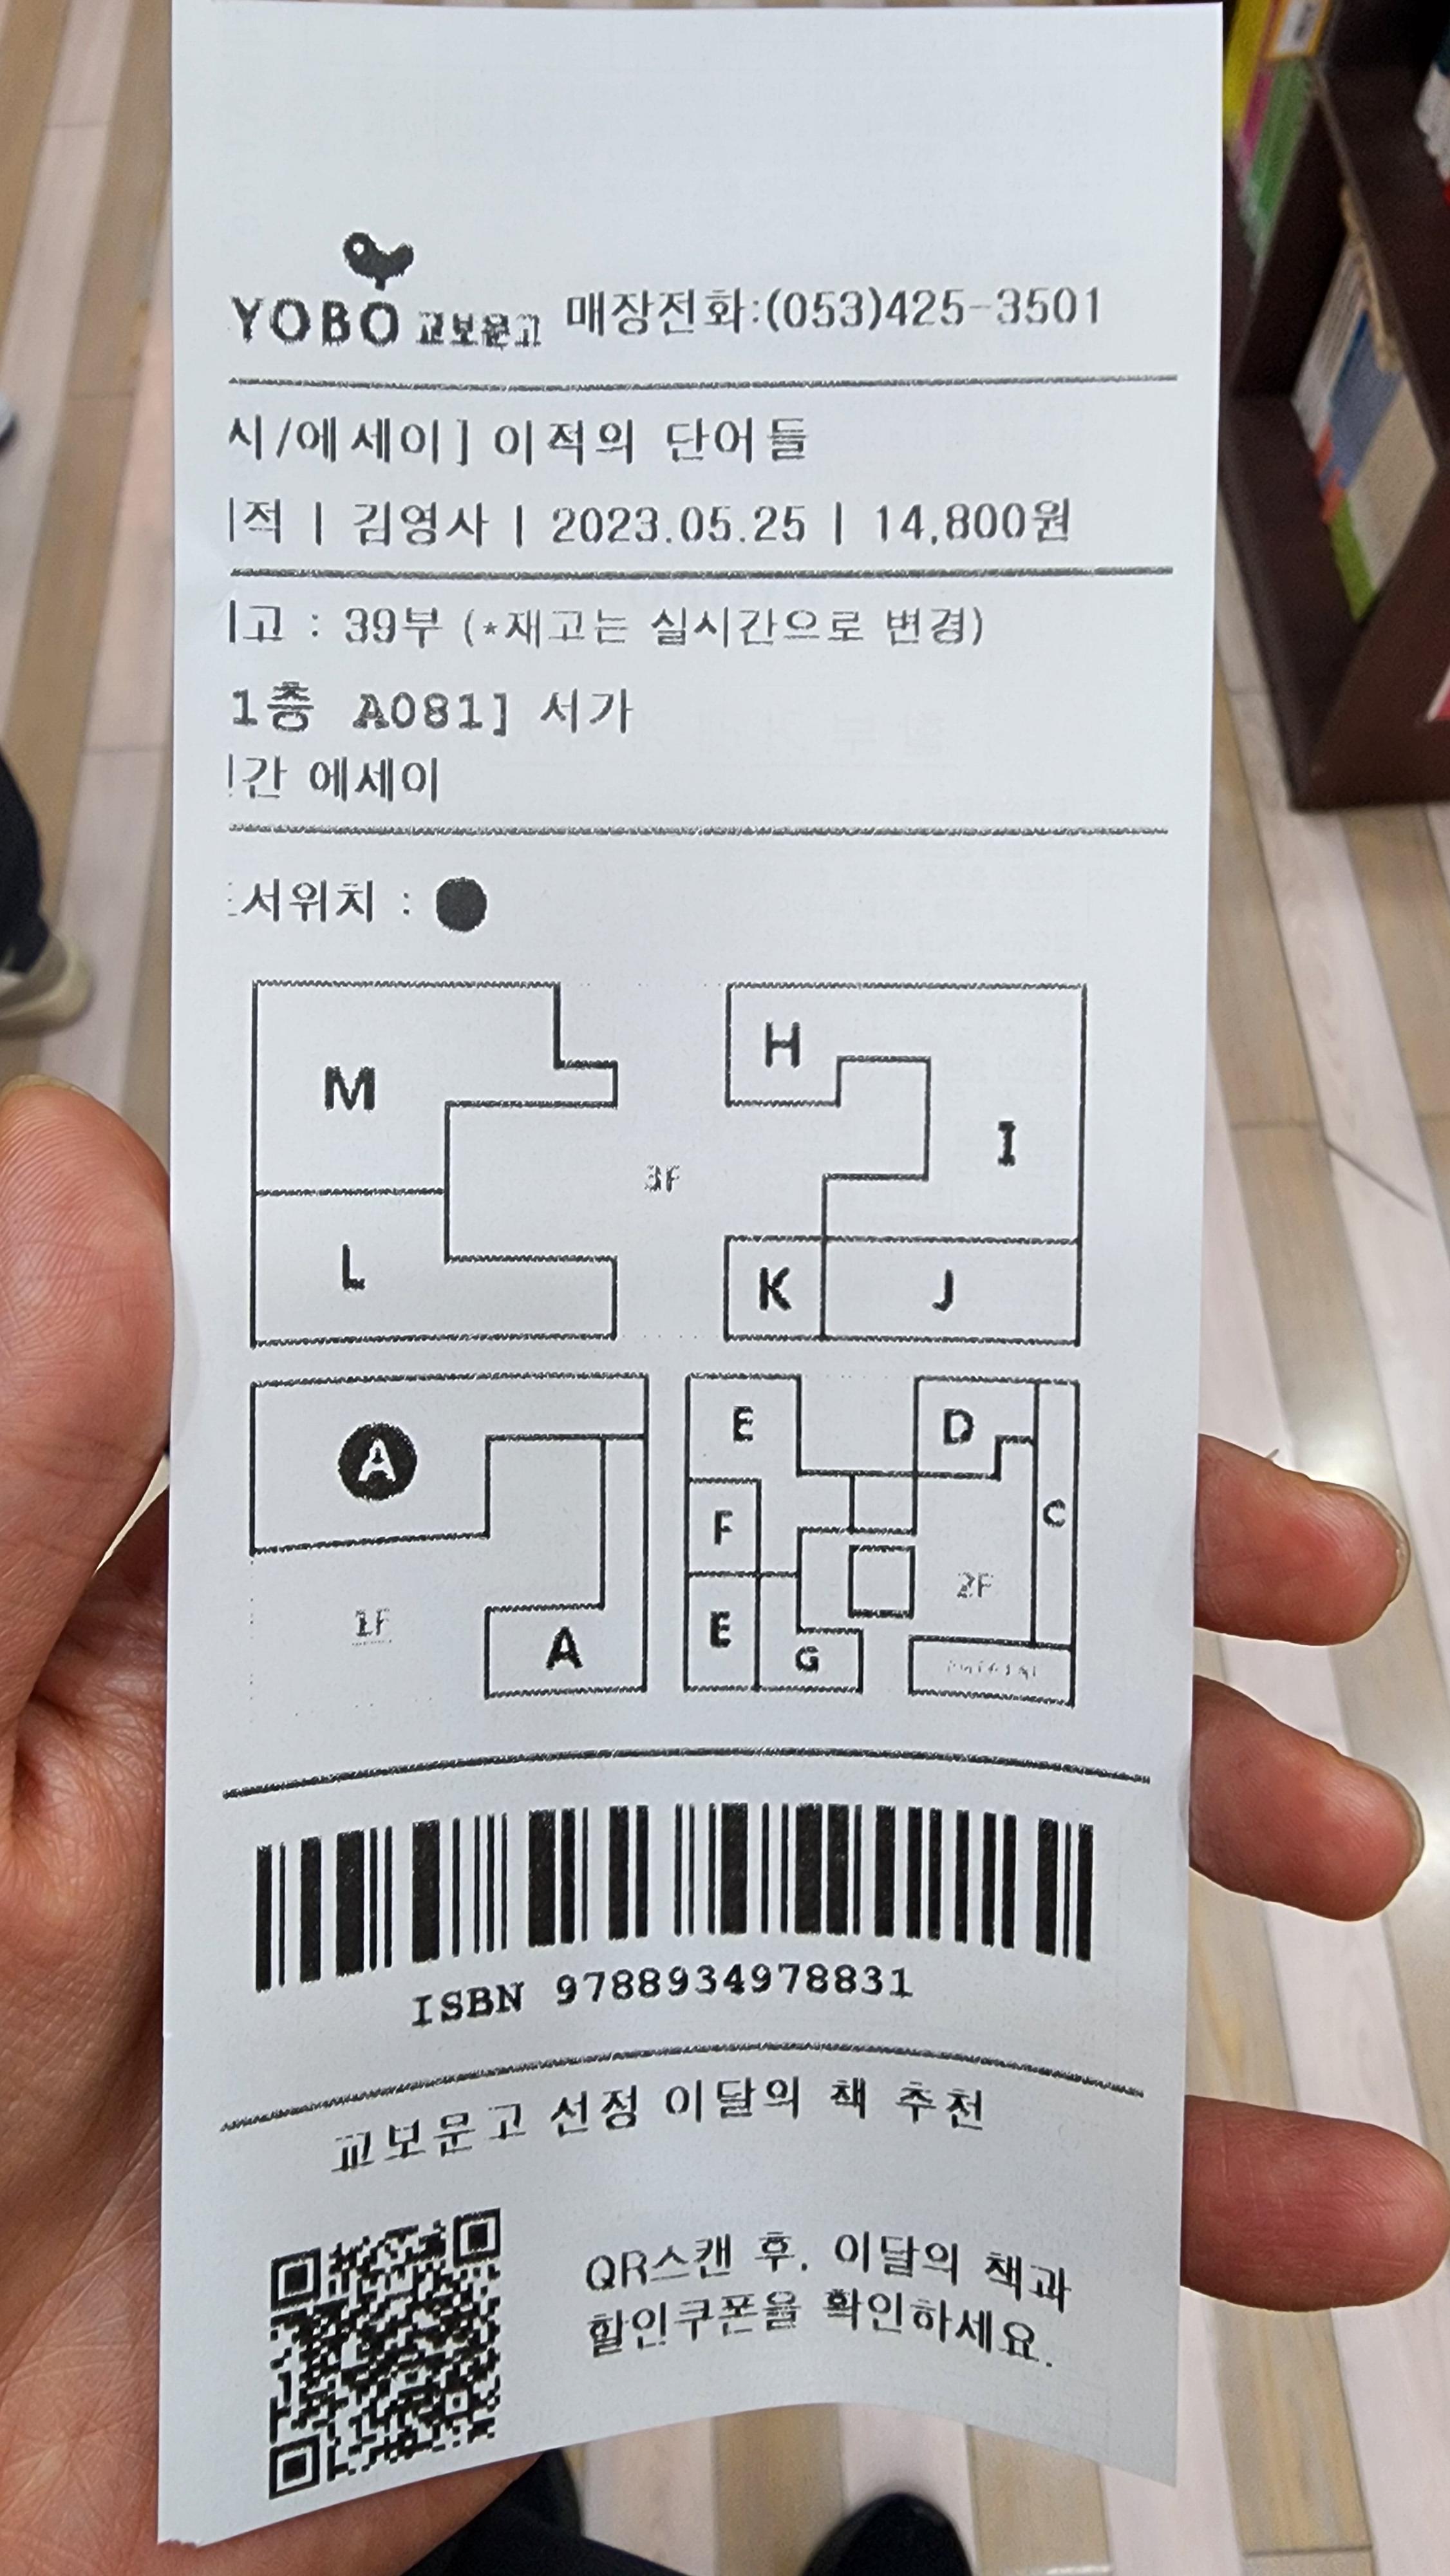 YOBO 교보문고 매장전화:(053)425-3501
시/에세이] 이적의 단어들
적 | 김영사 | 2023.05.25 | 14,800원
고 : 39부 (*재고는 실시간으로 변경)
1층 A081] 서가
간 에세이
서위치 : ●
M
H
I
3F
L
K
J
A
E
D
F
C
2F
1F
E
A
G
ISBN 9788934978831
교보문고 선정 이달의 책 추천
QR스캔 후, 이달의 책과
할인쿠폰을 확인하세요.